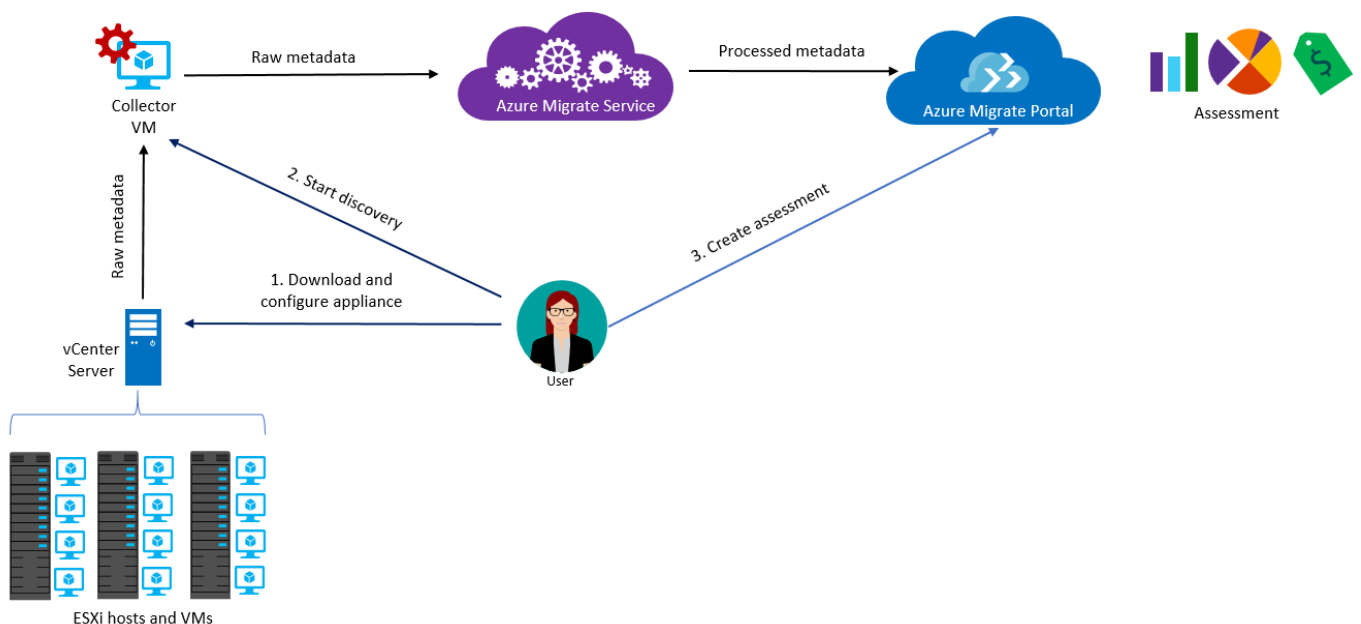 Raw metadata
Processed metadata
Azure Migrate Service
Azure Migrate Portal
Collector
VM
Assessment
2. Start discovery
3. Create assessment
Raw metadata
1. Download and
configure appliance
vCenter
Server
User
ESXi hosts and VMs